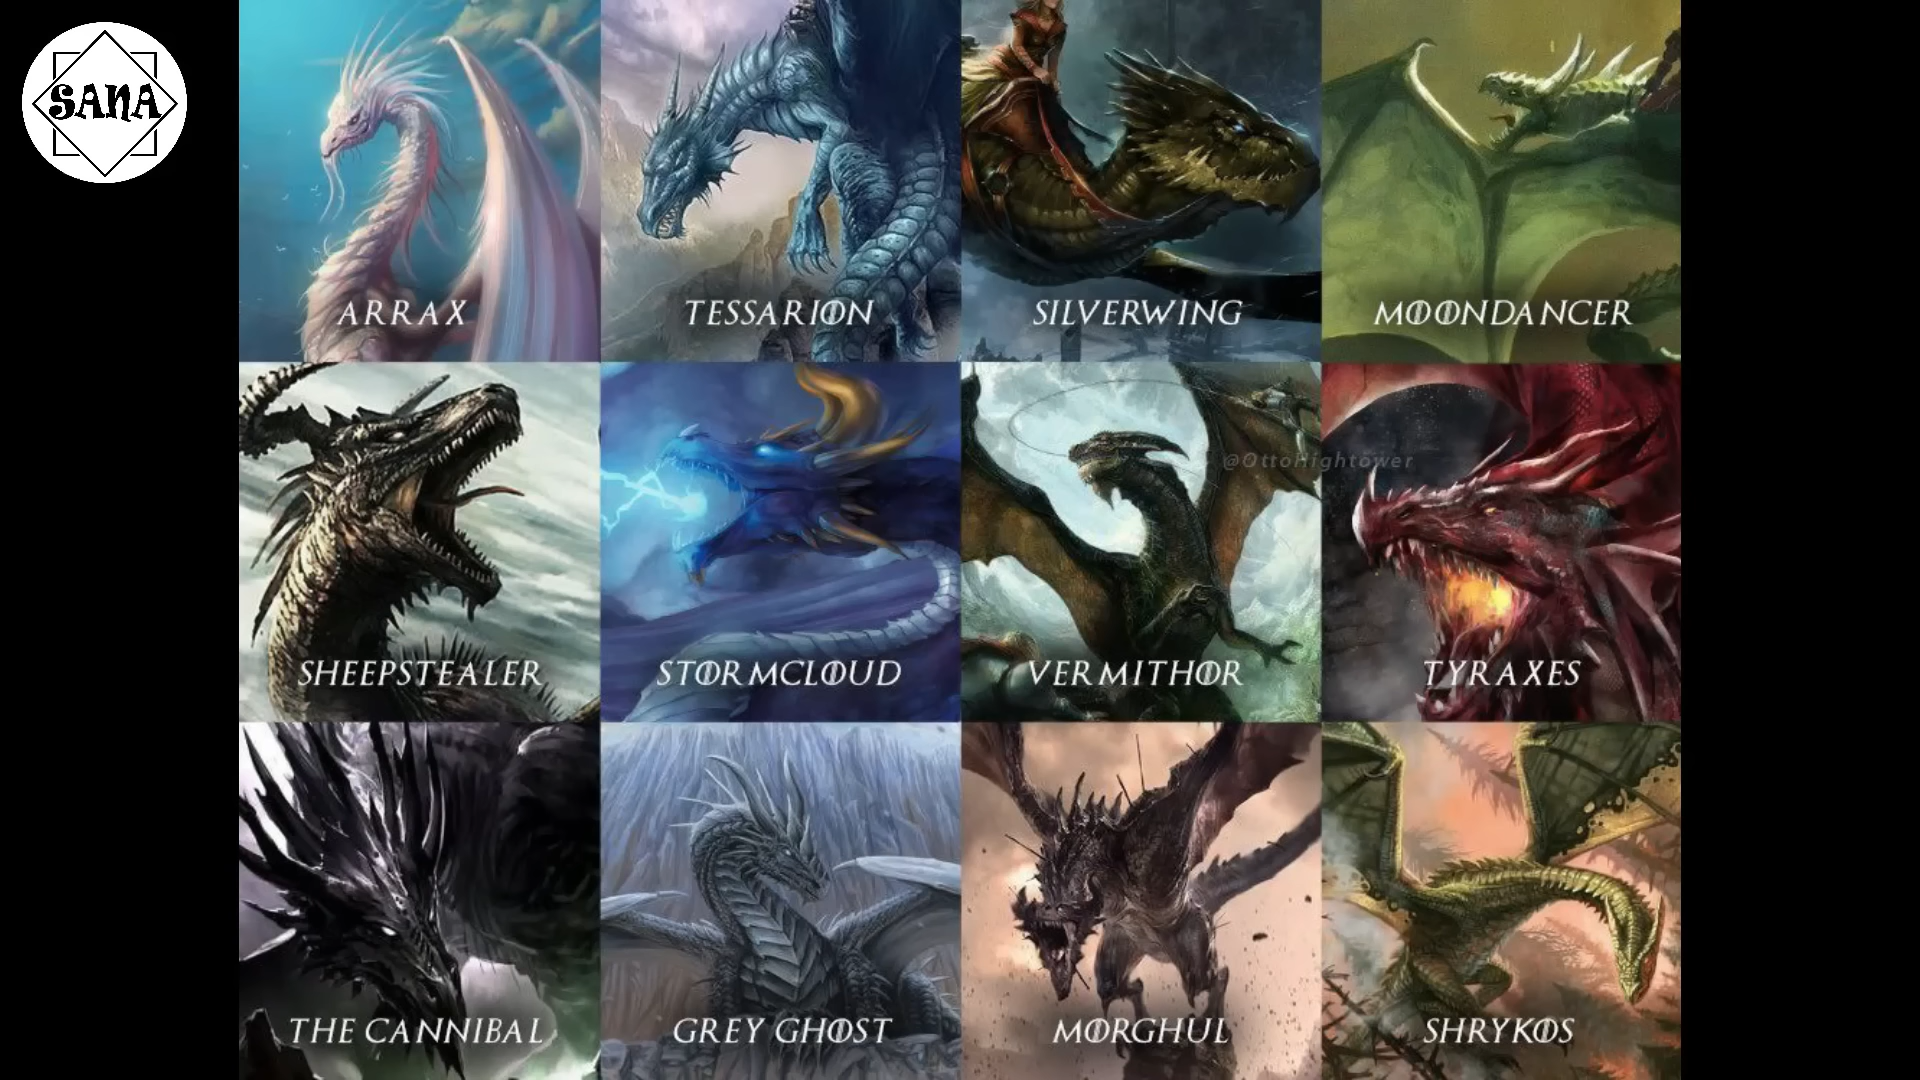 SANA
ARRAX
TESSARION
SILVERWING
MOONDANCER
SHEEPSTEALER
STORMCLOUD
VERMITHOR
@OttoHightower
TYRAXES
THE CANNIBAL
GREY GHOST
MORGHUL
SHRYKOS